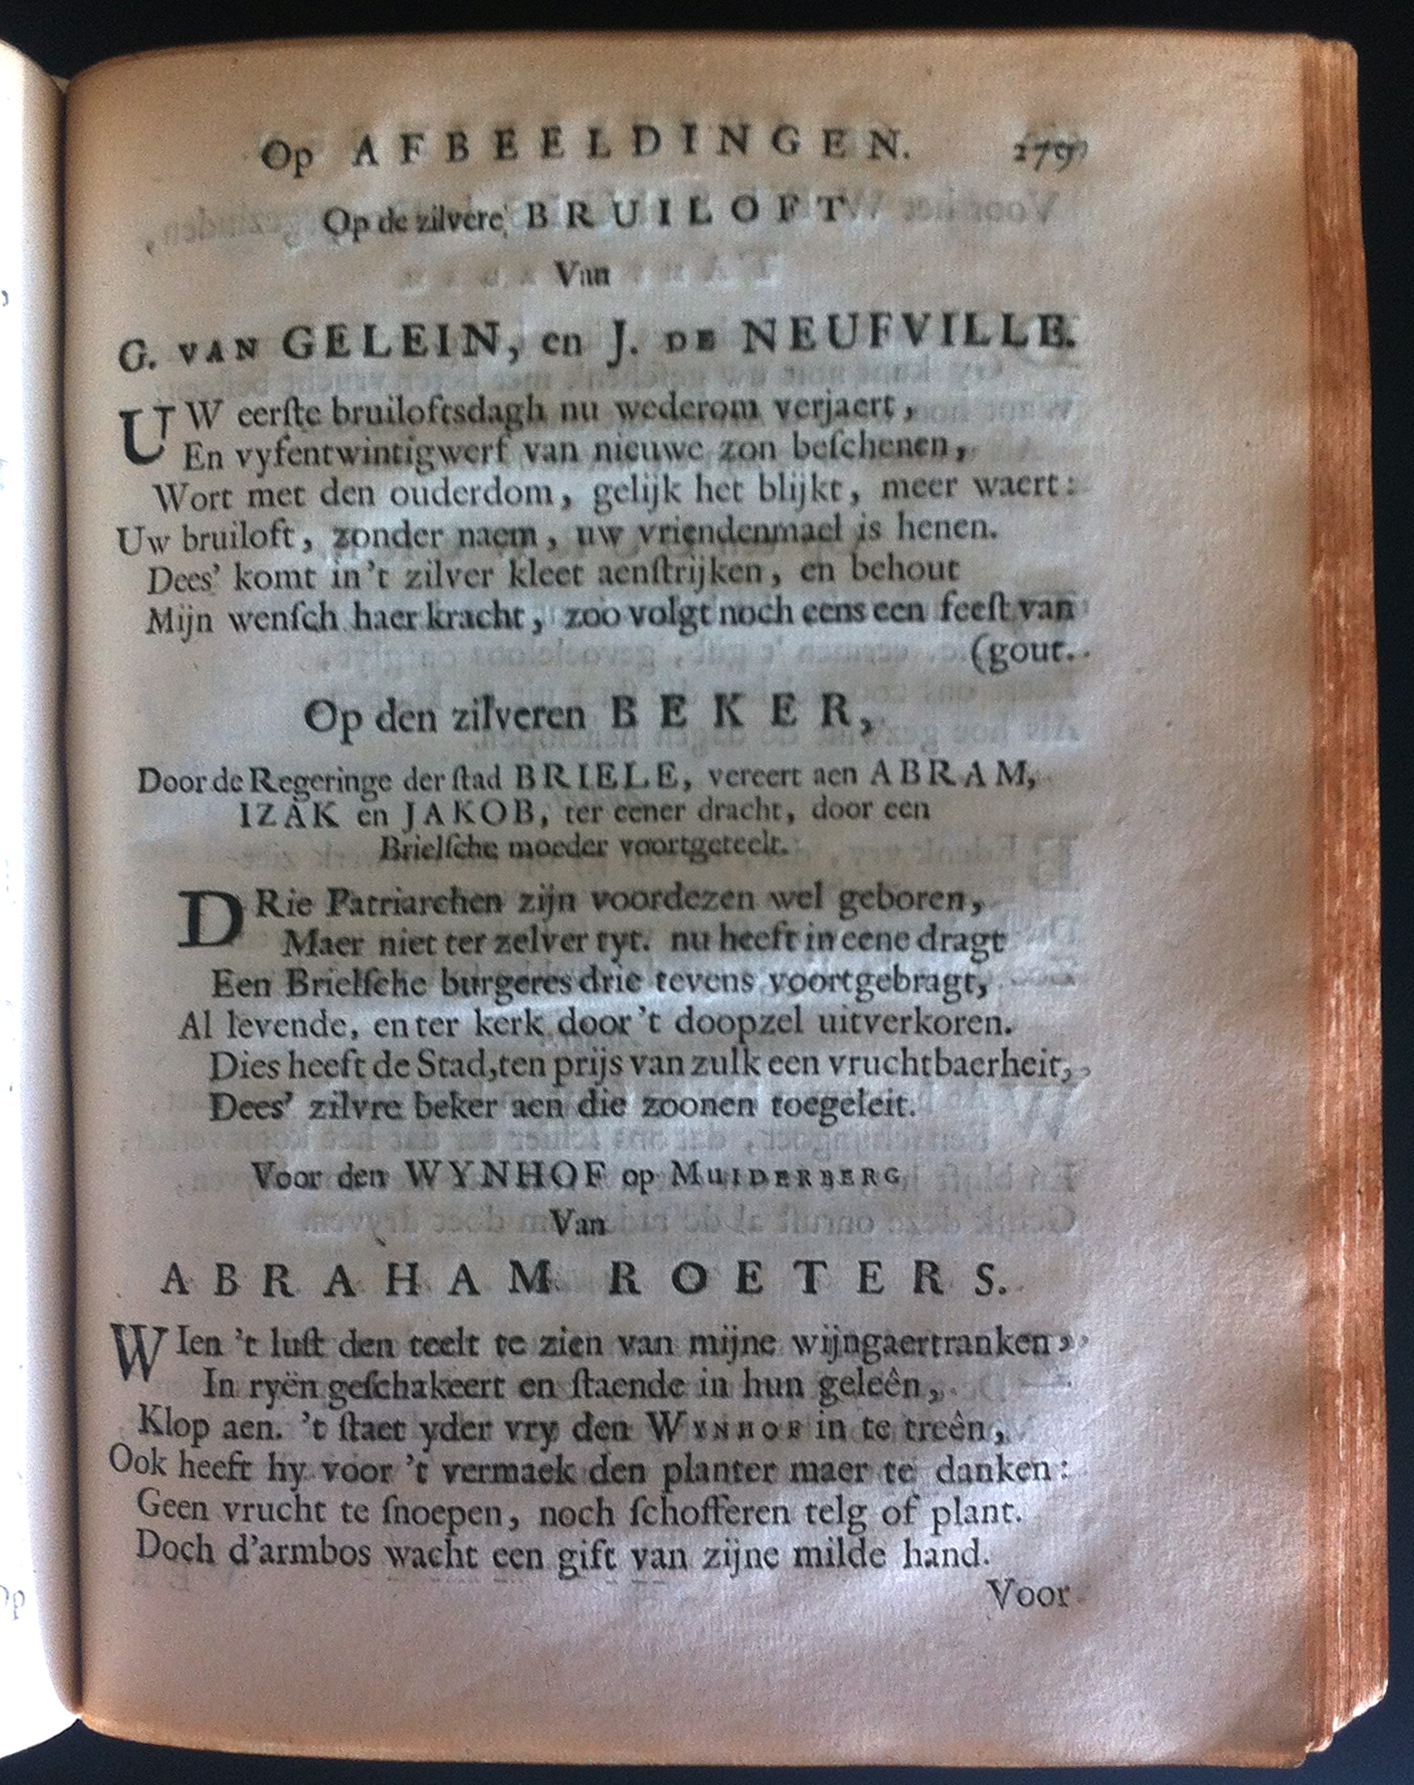 Op AFBEELDINGEN. 279
Op de zilvere BRUILOFT
Van
G. VAN GELEIN, en J. DE NEUFVILLE.
UW eerſte bruiloftsdagh nu wederom verjaert,
En vyfentwintigwerf van nieuwe zon beſchenen,
Wort met den ouderdom, gelijk het blijkt, meer waert:
Uw bruiloft, zonder naem, uw vriendenmael is henen.
Dees' komt in 't zilver kleet aenſtrijken, en behout
Mijn wenſch haer kracht, zoo volgt noch eens een feeſt van
(gout.
Op den zilveren BEKER,
Door de Regeringe der ſtad BRIELE, vereert aen ABRAM,
IZAK en JAKOB, ter eener dracht, door een
Brielſche moeder voortgeteelt.
DRie Patriarchen zijn voordezen wel geboren,
Maer niet ter zelver tyt. nu heeft in eene dragt
Een Brielſche burgeres drie tevens voortgebragt,
Al levende, en ter kerk door 't doopzel uitverkoren.
Dies heeft de Stad, ten prijs van zulk een vruchtbaerheit,
Dees' zilvre beker aen die zoonen toegeleit.
Voor den WYNHOF op MUIDERBERG
Van
ABRAHAM ROETERS.
WIen 't luſt den teelt te zien van mijne wijngaertranken,
In ryën geſchakeert en ſtaende in hun geleên,
Klop aen. 't ſtaet yder vry den WYNHOF in te treên,
Ook heeft hy voor 't vermaek den planter maer te danken:
Geen vrucht te ſnoepen, noch ſchofferen telg of plant.
Doch d'armbos wacht een gift van zijne milde hand.
Voor